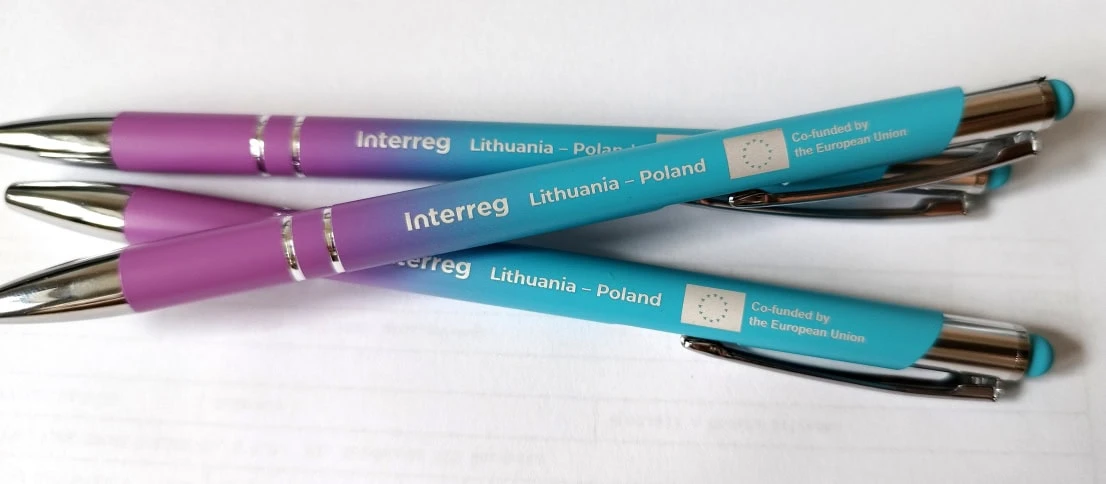 Interreg Lithuania – Poland
Interreg Lithuania – Poland
Co-funded by
the European Union
Lithuania – Poland
Co-funded by
the European Union